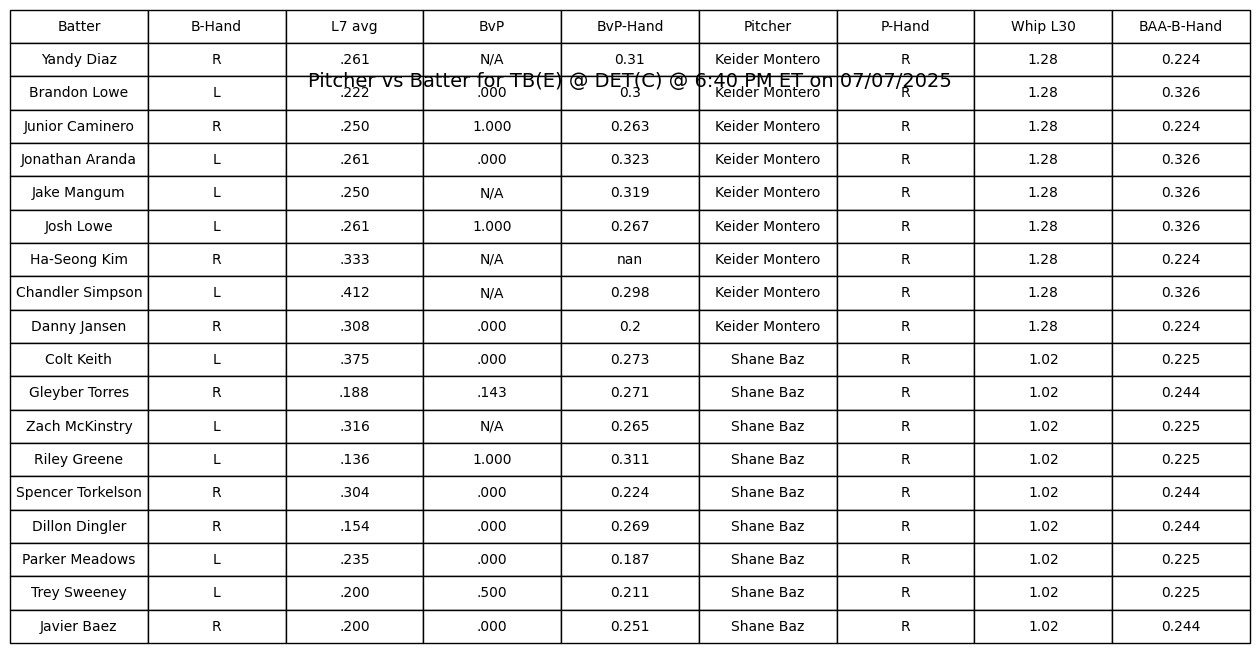 Batter B-Hand L7 avg BvP BvP-Hand Pitcher P-Hand Whip L30 BAA-B-Hand
Yandy Diaz R .261 N/A 0.31 Keider Montero R 1.28 0.224
Pitcher vs Batter for TB(E) @ DET(C) @ 6:40 PM ET on 07/07/2025
Brandon Lowe L .222 .000 0.3 Keider Montero R 1.28 0.326
Junior Caminero R .250 1.000 0.263 Keider Montero R 1.28 0.224
Jonathan Aranda L .261 .000 0.323 Keider Montero R 1.28 0.326
Jake Mangum L .250 N/A 0.319 Keider Montero R 1.28 0.326
Josh Lowe L .261 1.000 0.267 Keider Montero R 1.28 0.326
Ha-Seong Kim R .333 N/A nan Keider Montero R 1.28 0.224
Chandler Simpson L .412 N/A 0.298 Keider Montero R 1.28 0.326
Danny Jansen R .308 .000 0.2 Keider Montero R 1.28 0.224
Colt Keith L .375 .000 0.273 Shane Baz R 1.02 0.225
Gleyber Torres R .188 .143 0.271 Shane Baz R 1.02 0.244
Zach McKinstry L .316 N/A 0.265 Shane Baz R 1.02 0.225
Riley Greene L .136 1.000 0.311 Shane Baz R 1.02 0.225
Spencer Torkelson R .304 .000 0.224 Shane Baz R 1.02 0.244
Dillon Dingler R .154 .000 0.269 Shane Baz R 1.02 0.244
Parker Meadows L .235 .000 0.187 Shane Baz R 1.02 0.225
Trey Sweeney L .200 .500 0.211 Shane Baz R 1.02 0.225
Javier Baez R .200 .000 0.251 Shane Baz R 1.02 0.244